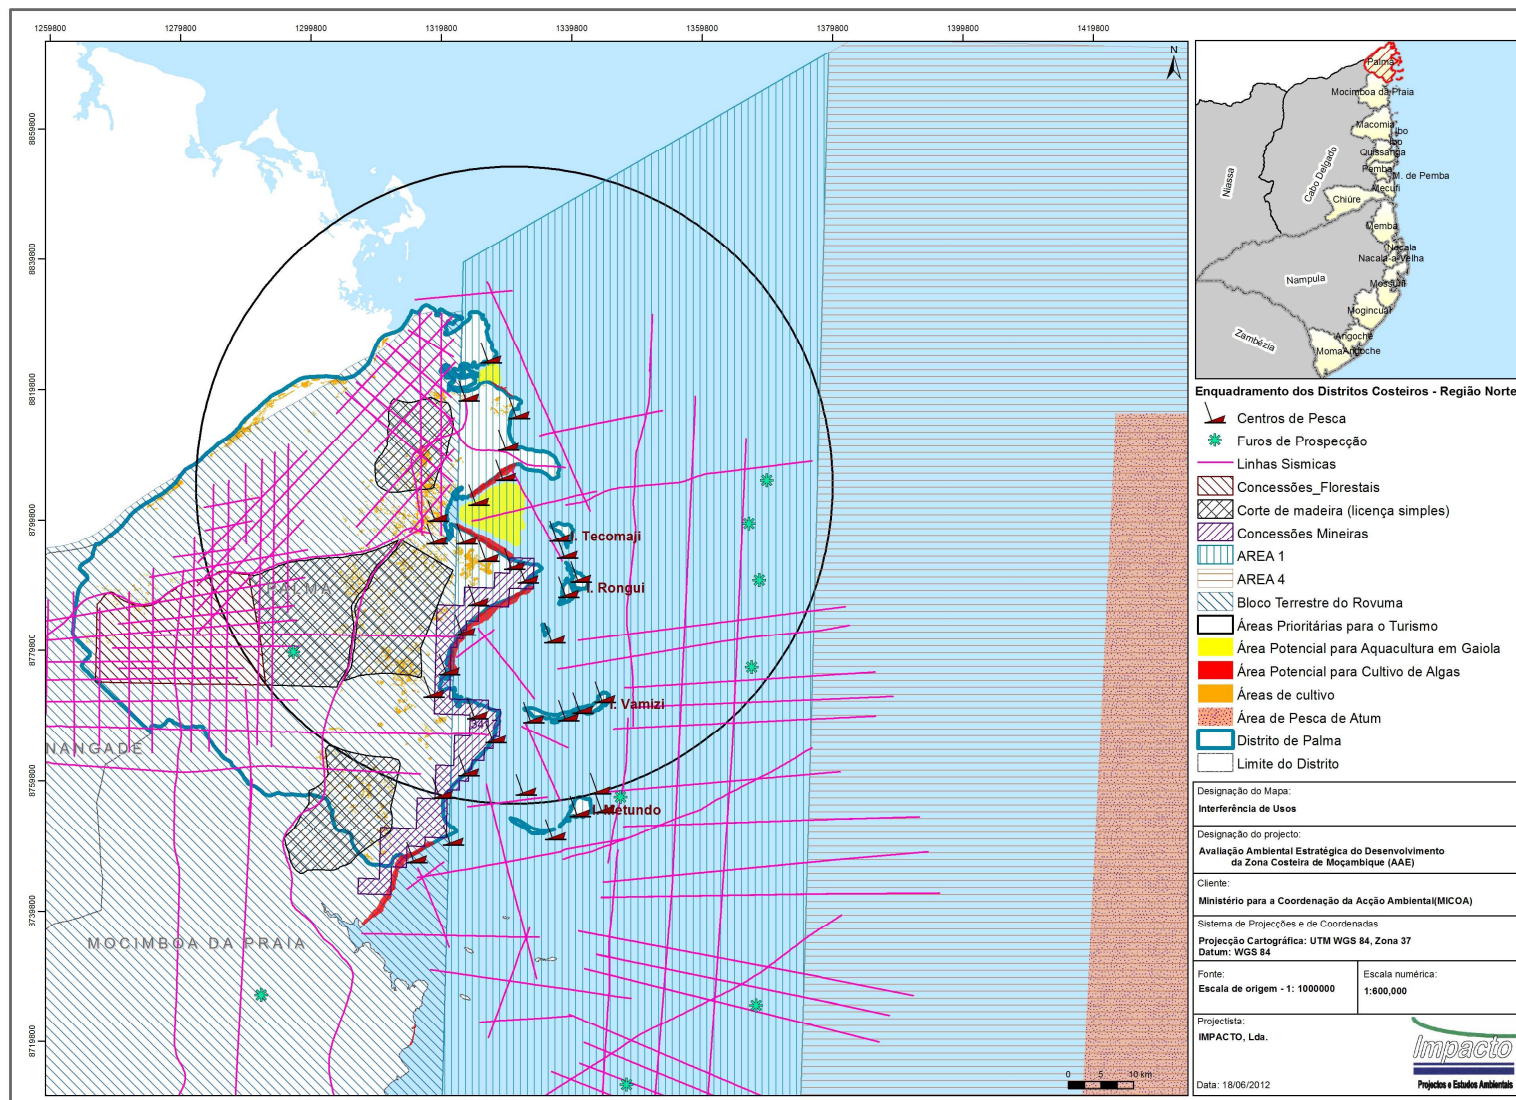 1259800 1279800 1299800 1319800 1339800 1359800 1379800 1399800 1419800
8859800
8839800
8819800
8799800
8779800
8759800
8739800
8719800
N
I. Tecomaji
I. Rongui
PALMA
I. Vamizi
NANGADE
I. Metundo
MOCIMBOA DA PRAIA
0 5 10 km
Palma
Mocimboa da Praia
Macomia
Ibo
Ibo
Quissanga
Pemba
M. de Pemba
Mecufi
Chiúre
Niassa
Cabo Delgado
Memba
Nacala
Nacala-a-Velha
Nampula
Mossuril
Mogincual
Zambézia
Angoche
Moma
Angoche
Enquadramento dos Distritos Costeiros - Região Norte
Centros de Pesca
Furos de Prospecção
Linhas Sismicas
Concessões_Florestais
Corte de madeira (licença simples)
Concessões Mineiras
AREA 1
AREA 4
Bloco Terrestre do Rovuma
Áreas Prioritárias para o Turismo
Área Potencial para Aquacultura em Gaiola
Área Potencial para Cultivo de Algas
Áreas de cultivo
Área de Pesca de Atum
Distrito de Palma
Limite do Distrito
Designação do Mapa:
Interferência de Usos
Designação do projecto:
Avaliação Ambiental Estratégica do Desenvolvimento
da Zona Costeira de Moçambique (AAE)
Cliente:
Ministério para a Coordenação da Acção Ambiental(MICOA)
Sistema de Projecções e de Coordenadas
Projecção Cartográfica: UTM WGS 84, Zona 37
Datum: WGS 84
Fonte:
Escala de origem - 1: 1000000
Escala numérica:
1:600,000
Projectista:
IMPACTO, Lda.
Data: 18/06/2012
Impacto
Projectos e Estudos Ambientais